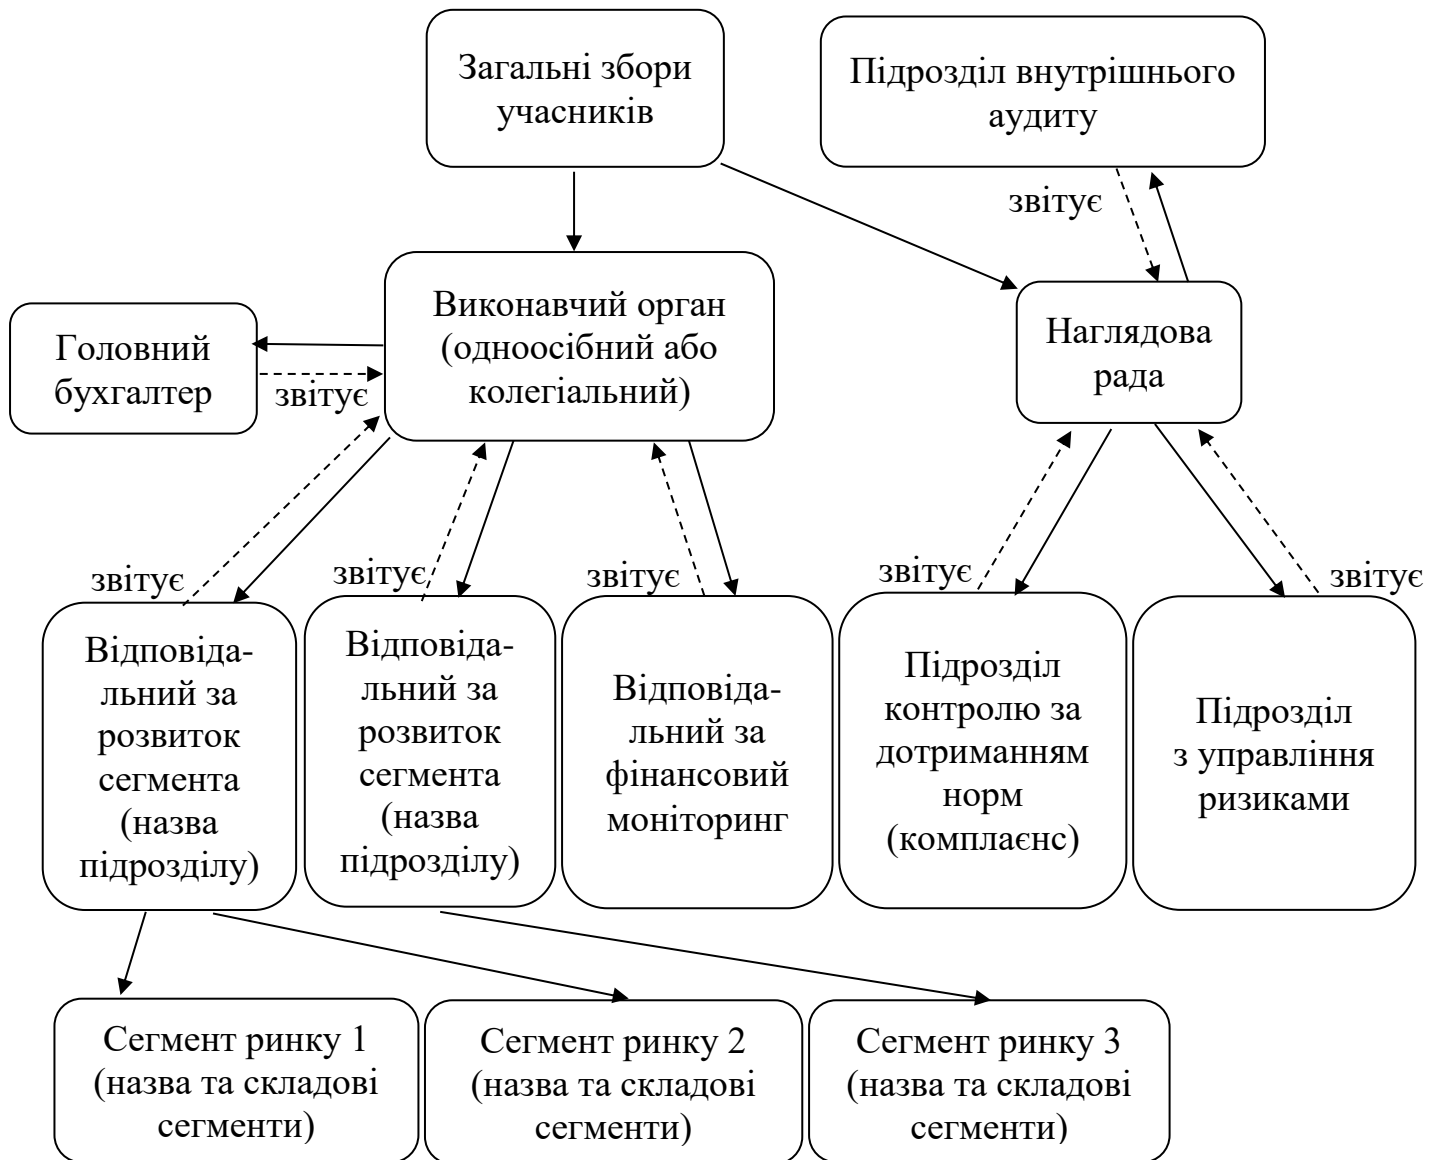 Загальні збори
учасників
Підрозділ внутрішнього
аудиту
звітує
Виконавчий орган
(одноосібний або
колегіальний)
Наглядова
рада
Головний
бухгалтер
звітує
звітує
звітує
звітує
звітує
звітує
Відповіда-
льний за
розвиток
сегмента
(назва
підрозділу)
Відповіда-
льний за
розвиток
сегмента
(назва
підрозділу)
Відповіда-
льний за
фінансовий
моніторинг
Підрозділ
контролю за
дотриманням
норм
(комплаєнс)
Підрозділ
з управління
ризиками
Сегмент ринку 1
(назва та складові
сегменти)
Сегмент ринку 2
(назва та складові
сегменти)
Сегмент ринку 3
(назва та складові
сегменти)